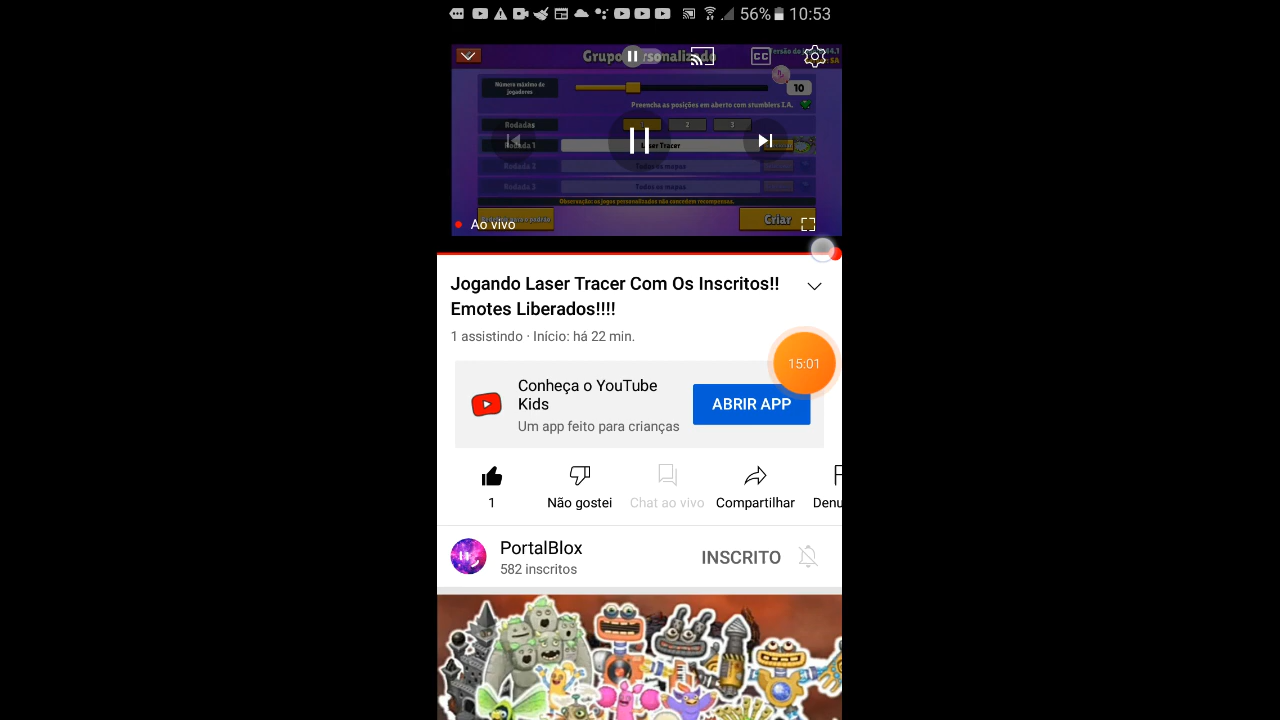 56% 10:53
CC
10
Número máximo de jogadores
Preencha as posições em aberto com stumblers I.A.
Rodadas 1 2 3
Rodada 1 Laser Tracer
Rodada 2 Todos os mapas
Rodada 3 Todos os mapas
Observação: os jogos personalizados não concedem recompensas.
Ao vivo
Criar
Jogando Laser Tracer Com Os Inscritos!!
Emotes Liberados!!!!
1 assistindo · Início: há 22 min.
15:01
Conheça o YouTube
Kids
Um app feito para crianças
ABRIR APP
1 Não gostei Chat ao vivo Compartilhar Denu
PortalBlox
582 inscritos
INSCRITO